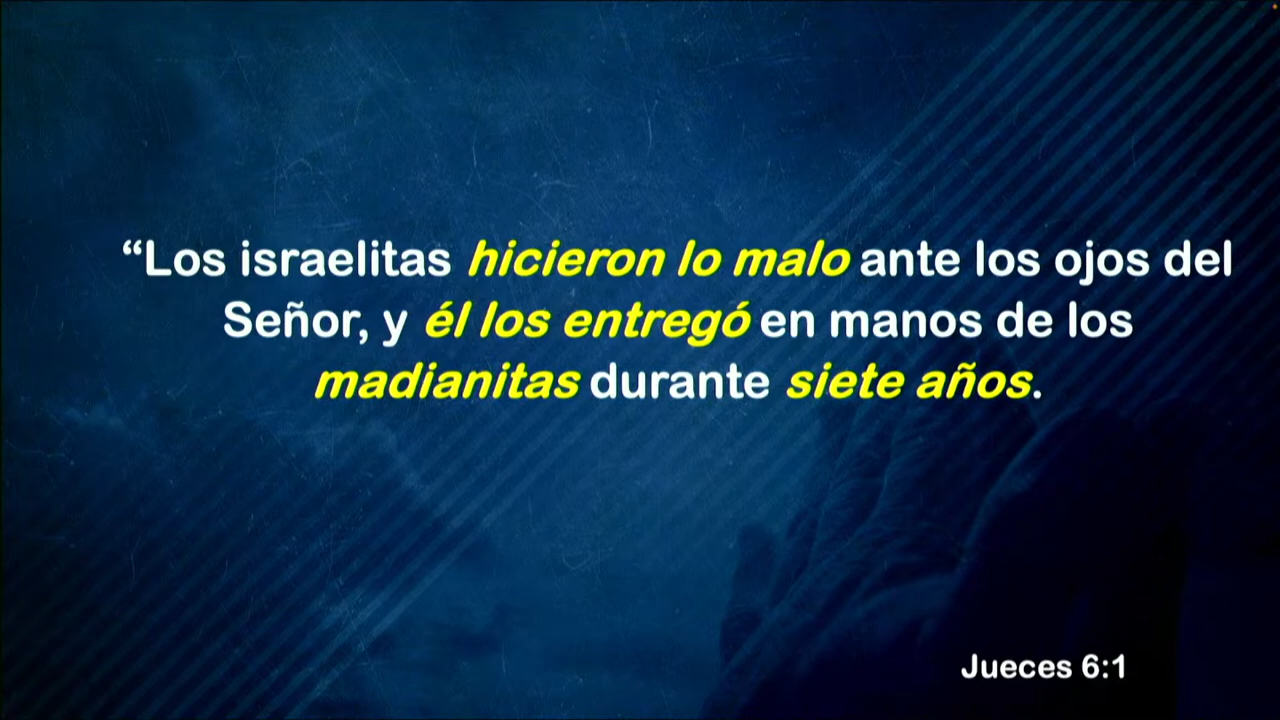 “Los israelitas hicieron lo malo ante los ojos del
Señor, y él los entregó en manos de los
madianitas durante siete años.
Jueces 6:1